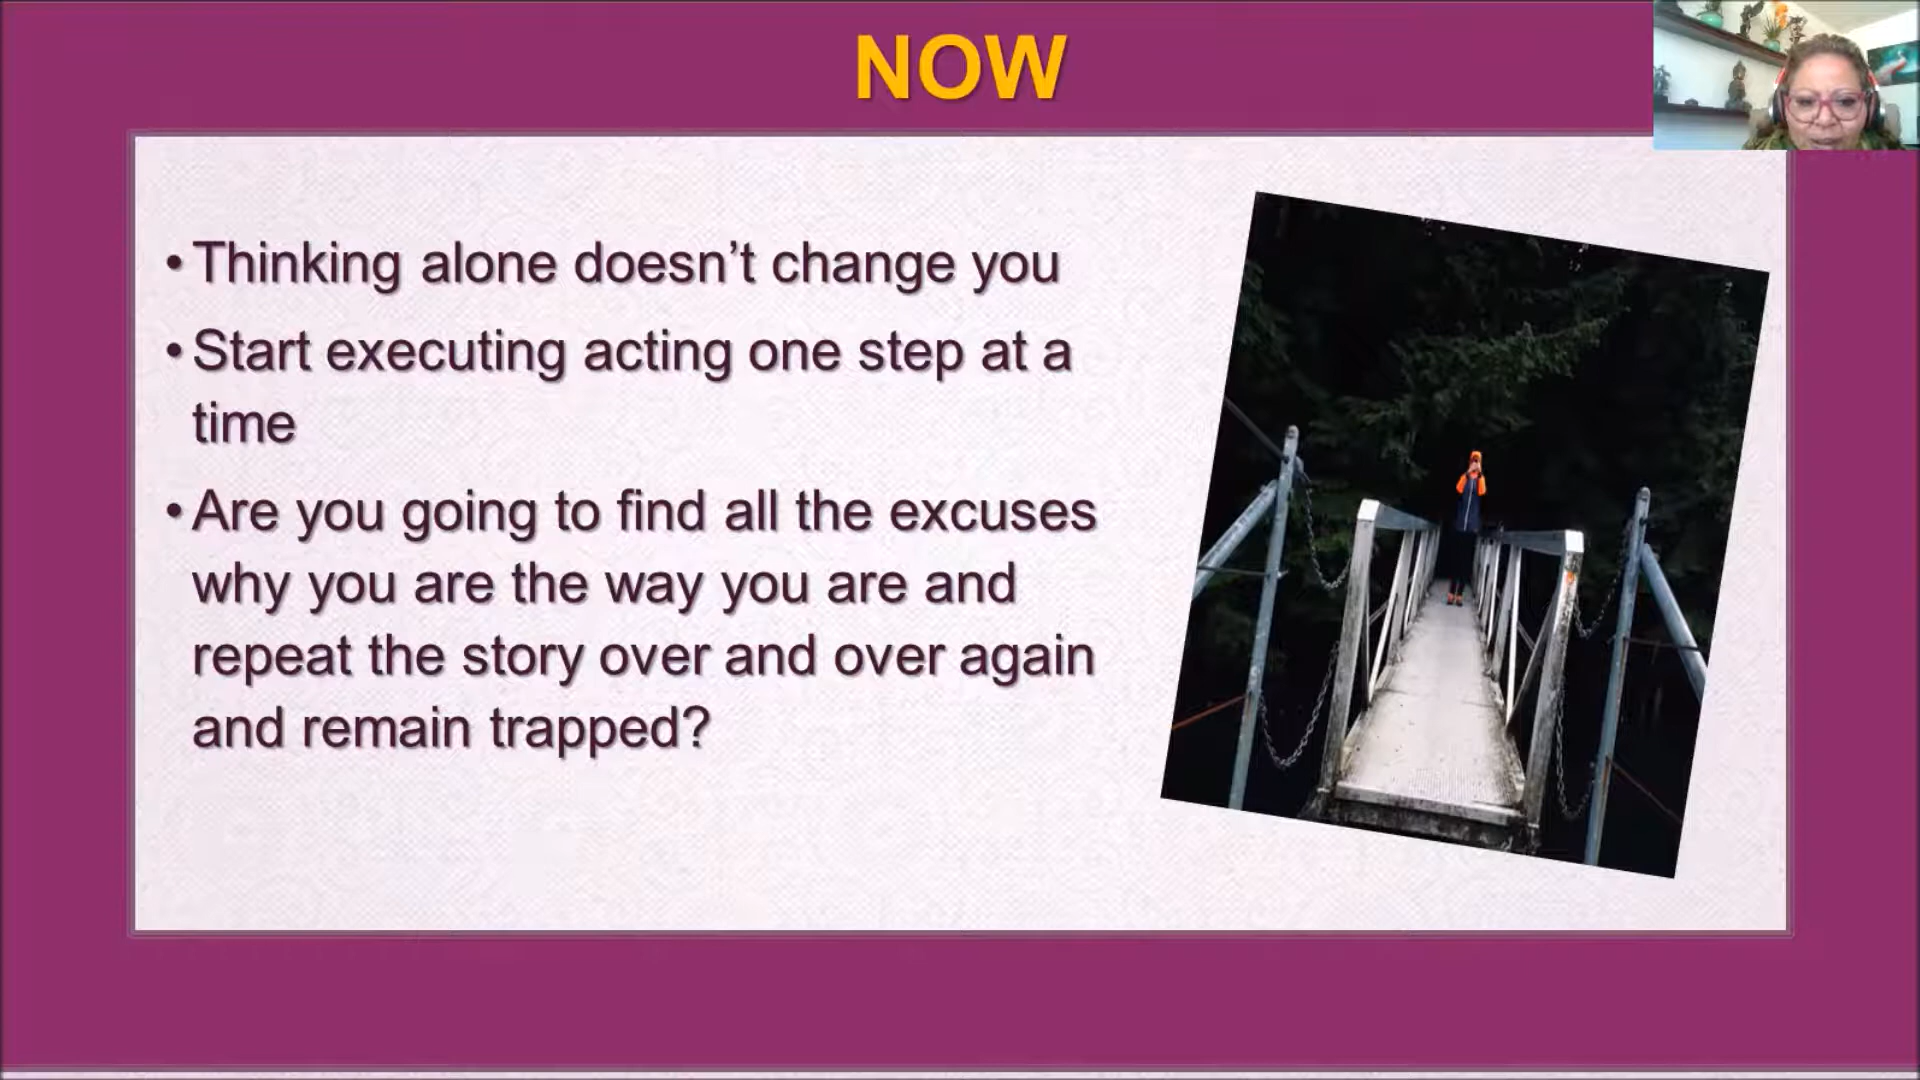 NOW
• Thinking alone doesn’t change you
• Start executing acting one step at a
time
• Are you going to find all the excuses
why you are the way you are and
repeat the story over and over again
and remain trapped?